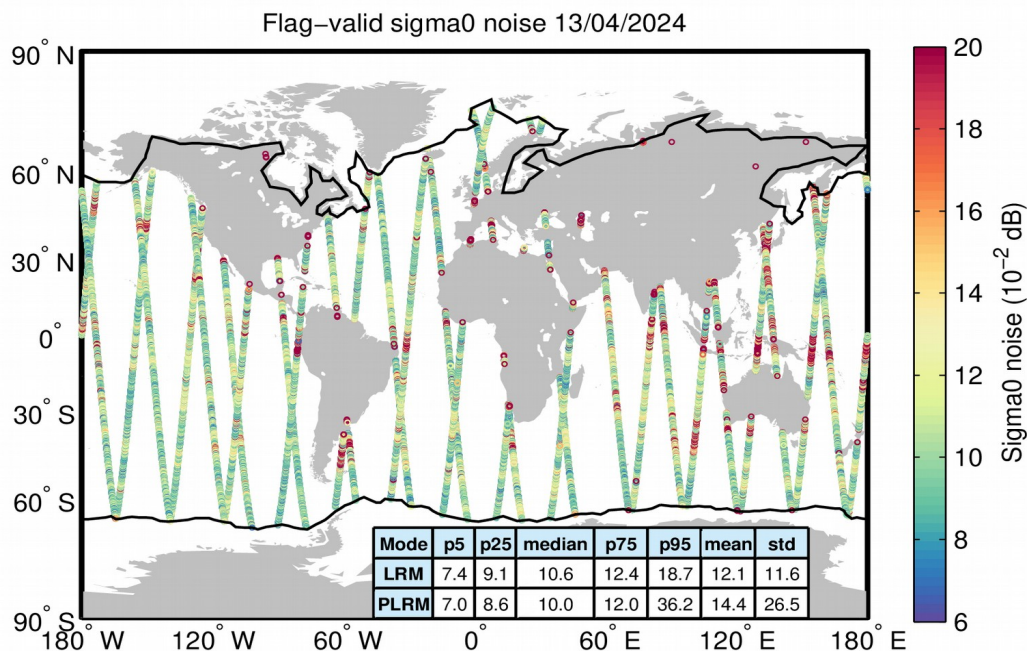 Flag−valid sigma0 noise 13/04/2024
90° N
60° N
30° N
0°
30° S
60° S
90° S
180° W
120° W
60° W
0°
60° E
120° E
180° E
20
18
16
14
12
10
8
6
Sigma0 noise (10⁻² dB)
Mode p5 p25 median p75 p95 mean std
LRM 7.4 9.1 10.6 12.4 18.7 12.1 11.6
PLRM 7.0 8.6 10.0 12.0 36.2 14.4 26.5